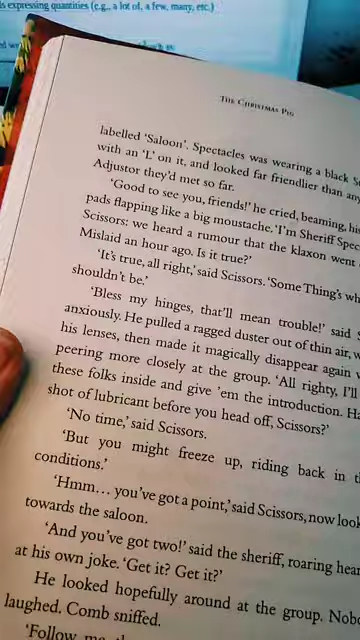 s expressing quantities (e.g., a lot of, a few, many, etc.)
THE CHRISTMAS PIG
labelled 'Saloon'. Spectacles was wearing a black
with an 'L' on it, and looked far friendlier than any
Adjustor they'd met so far.
'Good to see you, friends!' he cried, beaming, his
pads flapping like a big moustache. 'I'm Sheriff Spec
Scissors: we heard a rumour that the klaxon went
Mislaid an hour ago. Is it true?'
'It's true, all right,' said Scissors. 'Some Thing's wh
shouldn't be.'
'Bless my hinges, that'll mean trouble!' said S
anxiously. He pulled a ragged duster out of thin air, w
his lenses, then made it magically disappear again
peering more closely at the group. 'All righty, I'll
these folks inside and give 'em the introduction. Ha
shot of lubricant before you head off, Scissors?'
'No time,' said Scissors.
'But you might freeze up, riding back in th
conditions.'
'Hmm... you've got a point,' said Scissors, now look
towards the saloon.
'And you've got two!' said the sheriff, roaring hear
at his own joke. 'Get it? Get it?'
He looked hopefully around at the group. Nobo
laughed. Comb sniffed.
'Follow me